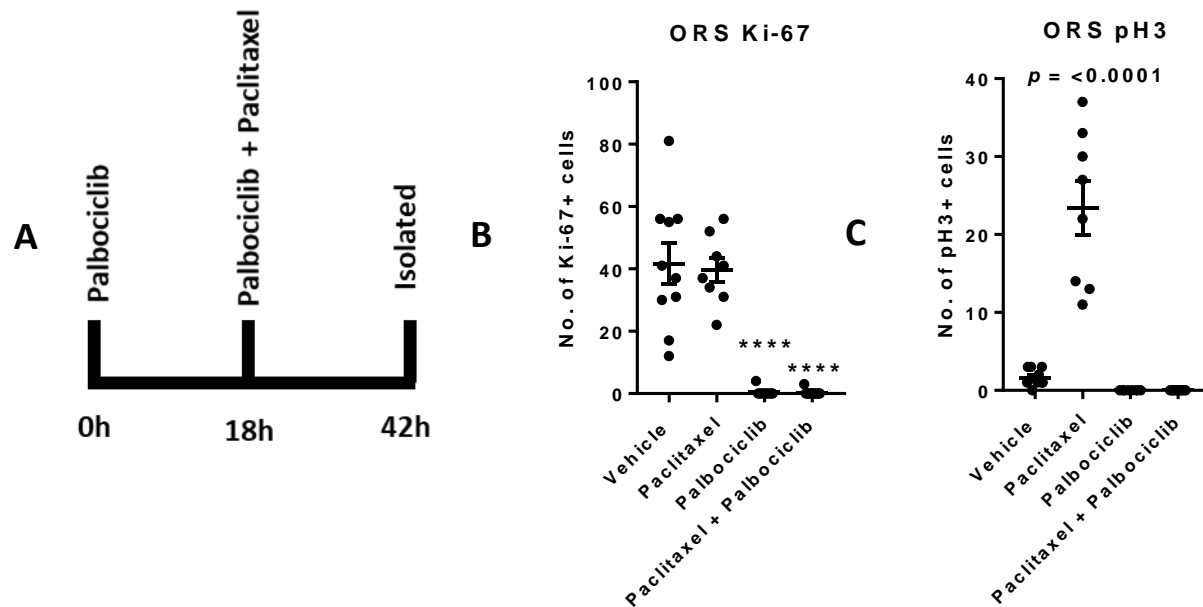 A
Palbociclib
Palbociclib + Paclitaxel
Isolated
0h
18h
42h
B
ORS Ki-67
No. of Ki-67+ cells
100
80
60
40
20
0
****
****
Vehicle
Paclitaxel
Palbociclib
Paclitaxel + Palbociclib
C
ORS pH3
p = <0.0001
No. of pH3+ cells
40
30
20
10
0
Vehicle
Paclitaxel
Palbociclib
Paclitaxel + Palbociclib